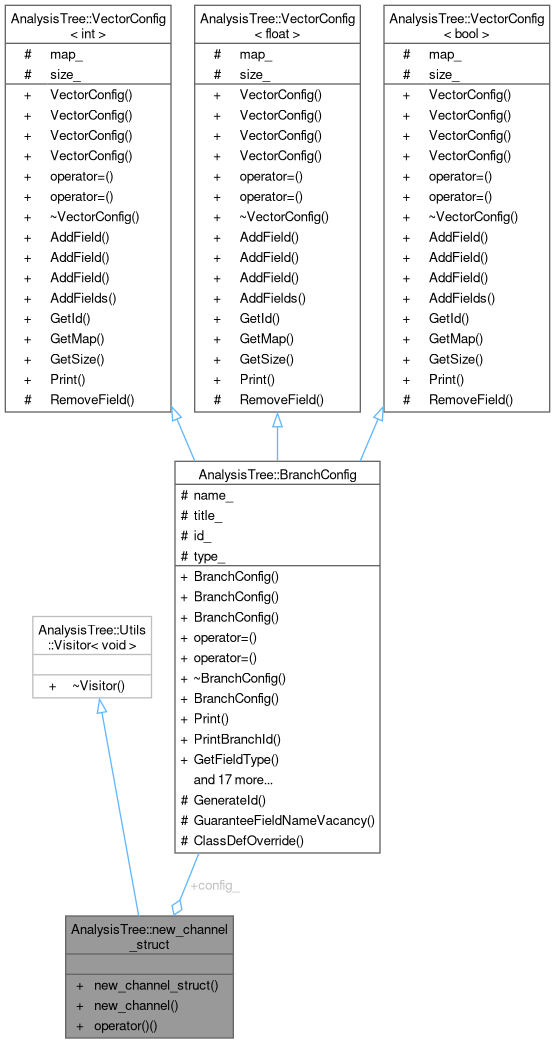 AnalysisTree::VectorConfig
< int >
# map_
# size_
+ VectorConfig()
+ VectorConfig()
+ VectorConfig()
+ VectorConfig()
+ operator=()
+ operator=()
+ ~VectorConfig()
+ AddField()
+ AddField()
+ AddField()
+ AddFields()
+ GetId()
+ GetMap()
+ GetSize()
+ Print()
# RemoveField()
AnalysisTree::VectorConfig
< float >
# map_
# size_
+ VectorConfig()
+ VectorConfig()
+ VectorConfig()
+ VectorConfig()
+ operator=()
+ operator=()
+ ~VectorConfig()
+ AddField()
+ AddField()
+ AddField()
+ AddFields()
+ GetId()
+ GetMap()
+ GetSize()
+ Print()
# RemoveField()
AnalysisTree::VectorConfig
< bool >
# map_
# size_
+ VectorConfig()
+ VectorConfig()
+ VectorConfig()
+ VectorConfig()
+ operator=()
+ operator=()
+ ~VectorConfig()
+ AddField()
+ AddField()
+ AddField()
+ AddFields()
+ GetId()
+ GetMap()
+ GetSize()
+ Print()
# RemoveField()
AnalysisTree::BranchConfig
# name_
# title_
# id_
# type_
+ BranchConfig()
+ BranchConfig()
+ BranchConfig()
+ operator=()
+ operator=()
+ ~BranchConfig()
+ BranchConfig()
+ Print()
+ PrintBranchId()
+ GetFieldType()
and 17 more...
# GenerateId()
# GuaranteeFieldNameVacancy()
# ClassDefOverride()
AnalysisTree::Utils
::Visitor< void >
+ ~Visitor()
+config_
AnalysisTree::new_channel
_struct
+ new_channel_struct()
+ new_channel()
+ operator()()